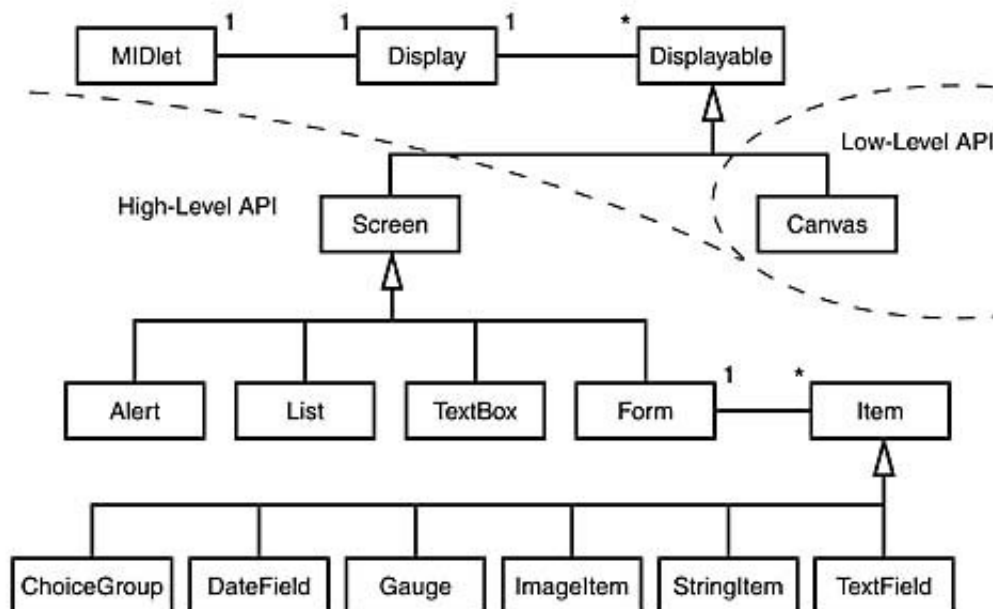 1 1 1 *
MIDlet Display Displayable
Low-Level API
High-Level API
Screen Canvas
1 *
Alert List TextBox Form Item
ChoiceGroup DateField Gauge ImageItem StringItem TextField